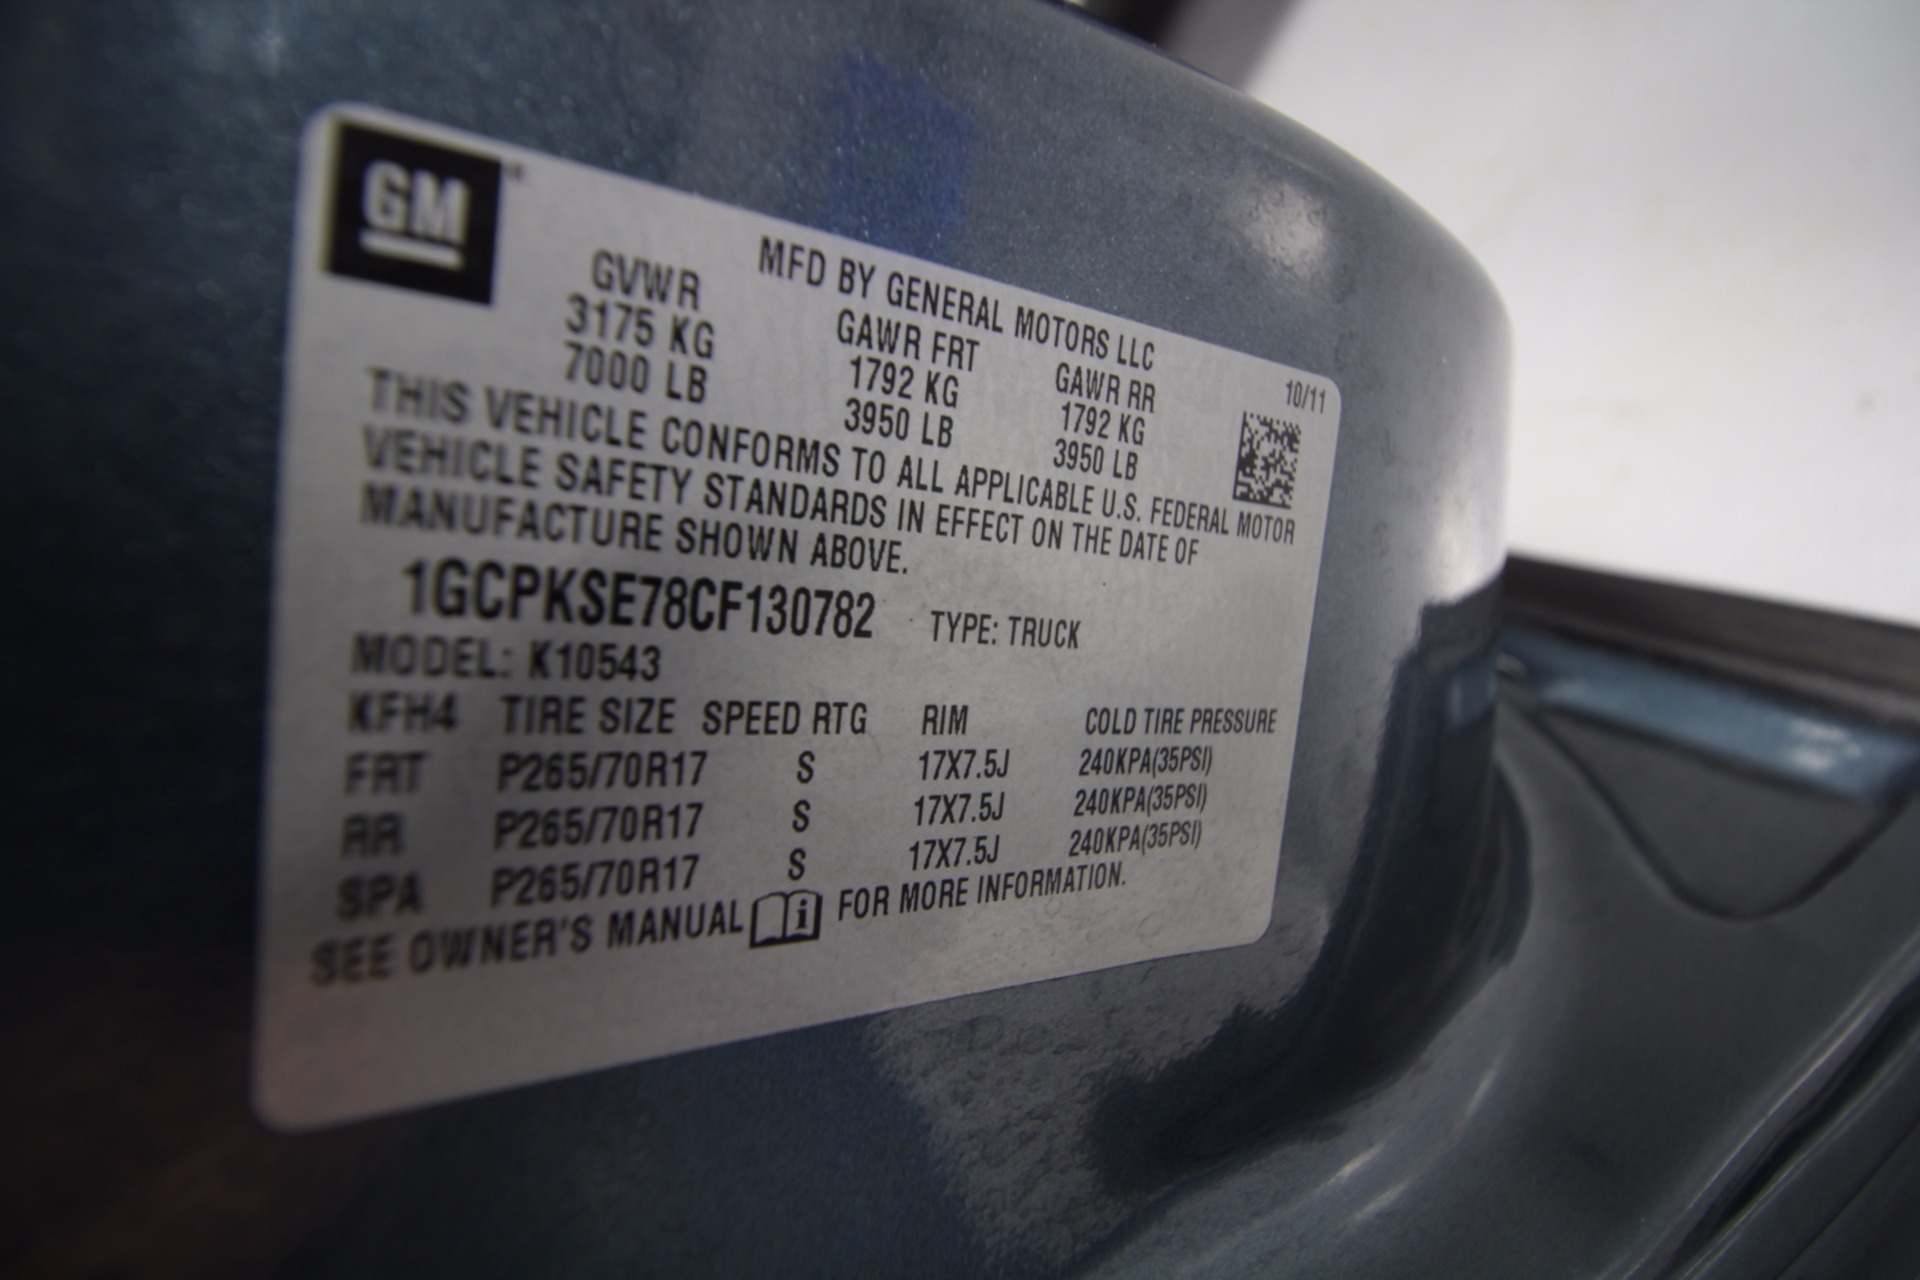 GM
MFD BY GENERAL MOTORS LLC
10/11
GVWR GAWR FRT GAWR RR
3175 KG 1792 KG 1792 KG
7000 LB 3950 LB 3950 LB
THIS VEHICLE CONFORMS TO ALL APPLICABLE U.S. FEDERAL MOTOR
VEHICLE SAFETY STANDARDS IN EFFECT ON THE DATE OF
MANUFACTURE SHOWN ABOVE.
1GCPKSE78CF130782 TYPE: TRUCK
MODEL: K10543
KFH4 TIRE SIZE SPEED RTG RIM COLD TIRE PRESSURE
FRT P265/70R17 S 17X7.5J 240KPA(35PSI)
RR P265/70R17 S 17X7.5J 240KPA(35PSI)
SPA P265/70R17 S 17X7.5J 240KPA(35PSI)
SEE OWNER'S MANUAL FOR MORE INFORMATION.